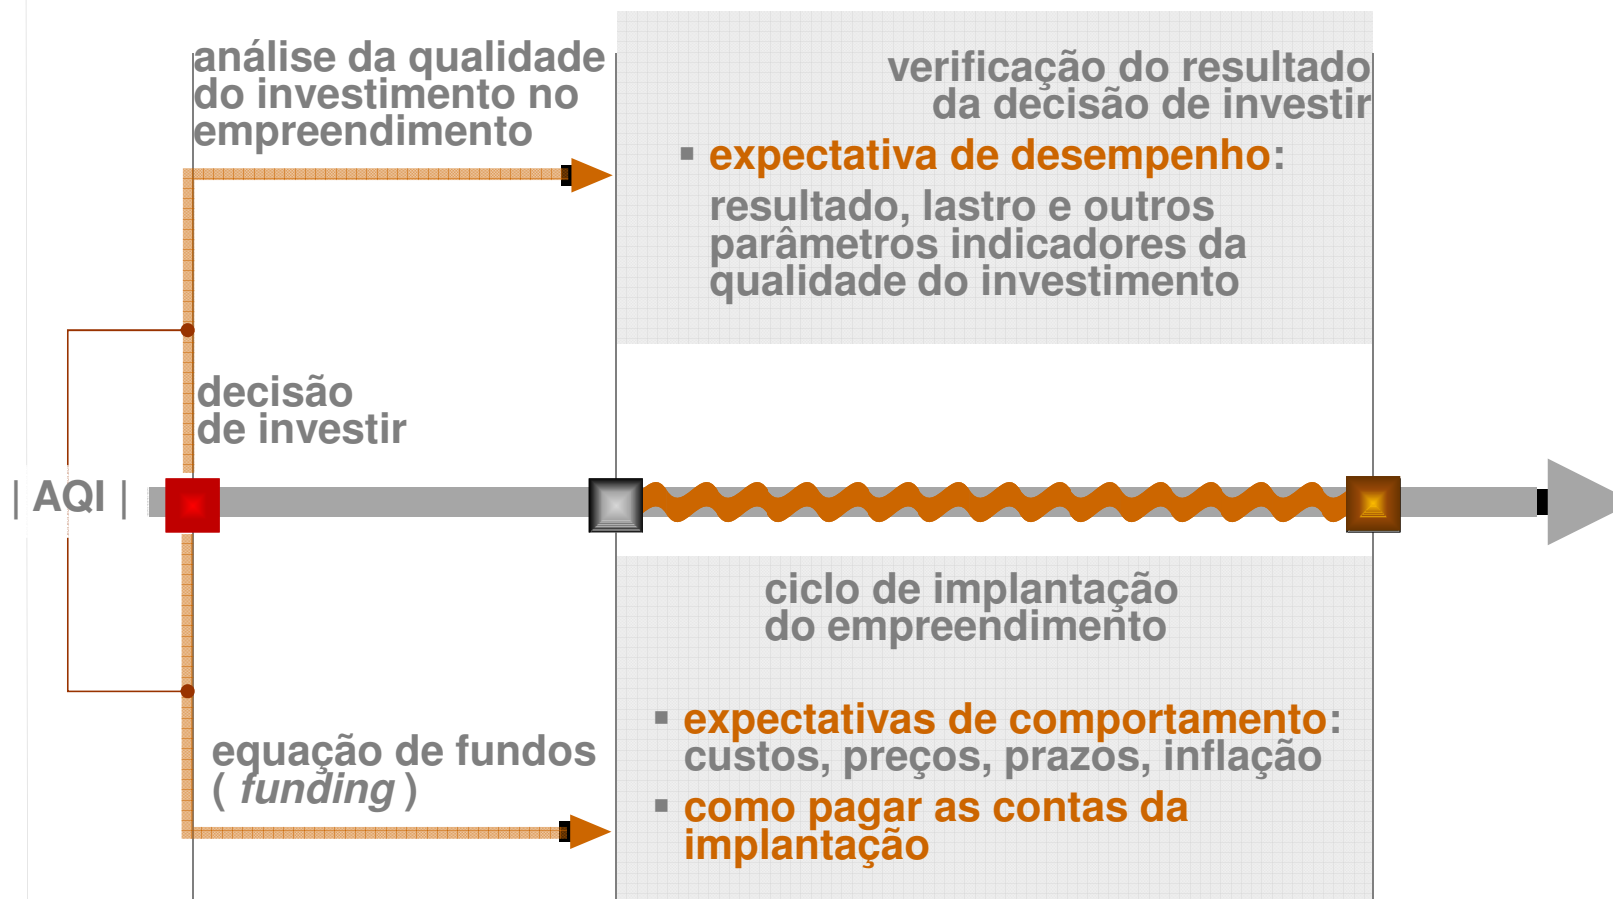 análise da qualidade
do investimento no
empreendimento
verificação do resultado
da decisão de investir
▪ expectativa de desempenho:
resultado, lastro e outros
parâmetros indicadores da
qualidade do investimento
decisão
de investir
| AQI |
ciclo de implantação
do empreendimento
equação de fundos
( funding )
▪ expectativas de comportamento:
custos, preços, prazos, inflação
▪ como pagar as contas da
implantação